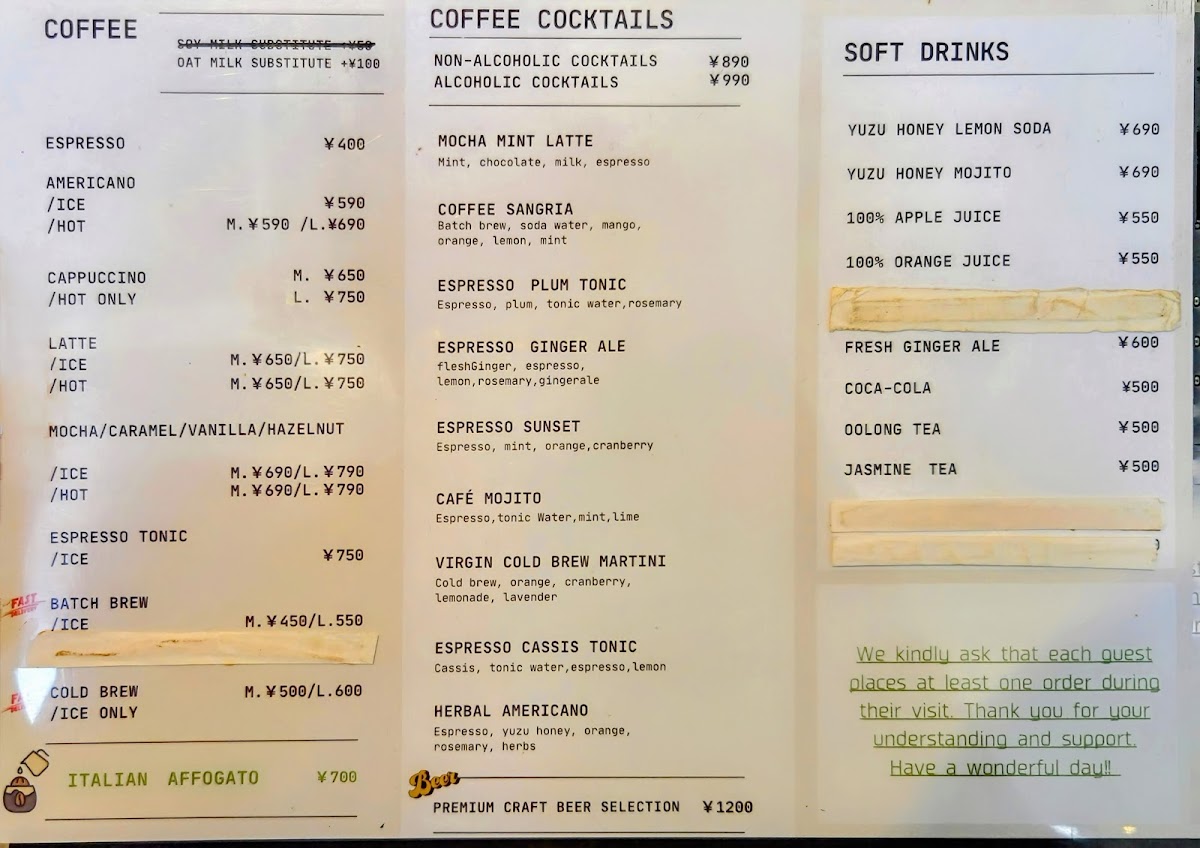 COFFEE
SOY MILK SUBSTITUTE +¥50
OAT MILK SUBSTITUTE +¥100
ESPRESSO ¥400
AMERICANO
/ICE ¥590
/HOT M.¥590 /L.¥690
CAPPUCCINO M. ¥650
/HOT ONLY L. ¥750
LATTE
/ICE M.¥650/L.¥750
/HOT M.¥650/L.¥750
MOCHA/CARAMEL/VANILLA/HAZELNUT
/ICE M.¥690/L.¥790
/HOT M.¥690/L.¥790
ESPRESSO TONIC
/ICE ¥750
FAST
BATCH BREW
/ICE M.¥450/L.550
COLD BREW M.¥500/L.600
/ICE ONLY
ITALIAN AFFOGATO ¥700
COFFEE COCKTAILS
NON-ALCOHOLIC COCKTAILS ¥890
ALCOHOLIC COCKTAILS ¥990
MOCHA MINT LATTE
Mint, chocolate, milk, espresso
COFFEE SANGRIA
Batch brew, soda water, mango,
orange, lemon, mint
ESPRESSO PLUM TONIC
Espresso, plum, tonic water,rosemary
ESPRESSO GINGER ALE
fleshGinger, espresso,
lemon,rosemary,gingerale
ESPRESSO SUNSET
Espresso, mint, orange,cranberry
CAFÉ MOJITO
Espresso,tonic Water,mint,lime
VIRGIN COLD BREW MARTINI
Cold brew, orange, cranberry,
lemonade, lavender
ESPRESSO CASSIS TONIC
Cassis, tonic water,espresso,lemon
HERBAL AMERICANO
Espresso, yuzu honey, orange,
rosemary, herbs
Beer
PREMIUM CRAFT BEER SELECTION ¥1200
SOFT DRINKS
YUZU HONEY LEMON SODA ¥690
YUZU HONEY MOJITO ¥690
100% APPLE JUICE ¥550
100% ORANGE JUICE ¥550
FRESH GINGER ALE ¥600
COCA-COLA ¥500
OOLONG TEA ¥500
JASMINE TEA ¥500
We kindly ask that each guest
places at least one order during
their visit. Thank you for your
understanding and support.
Have a wonderful day!!